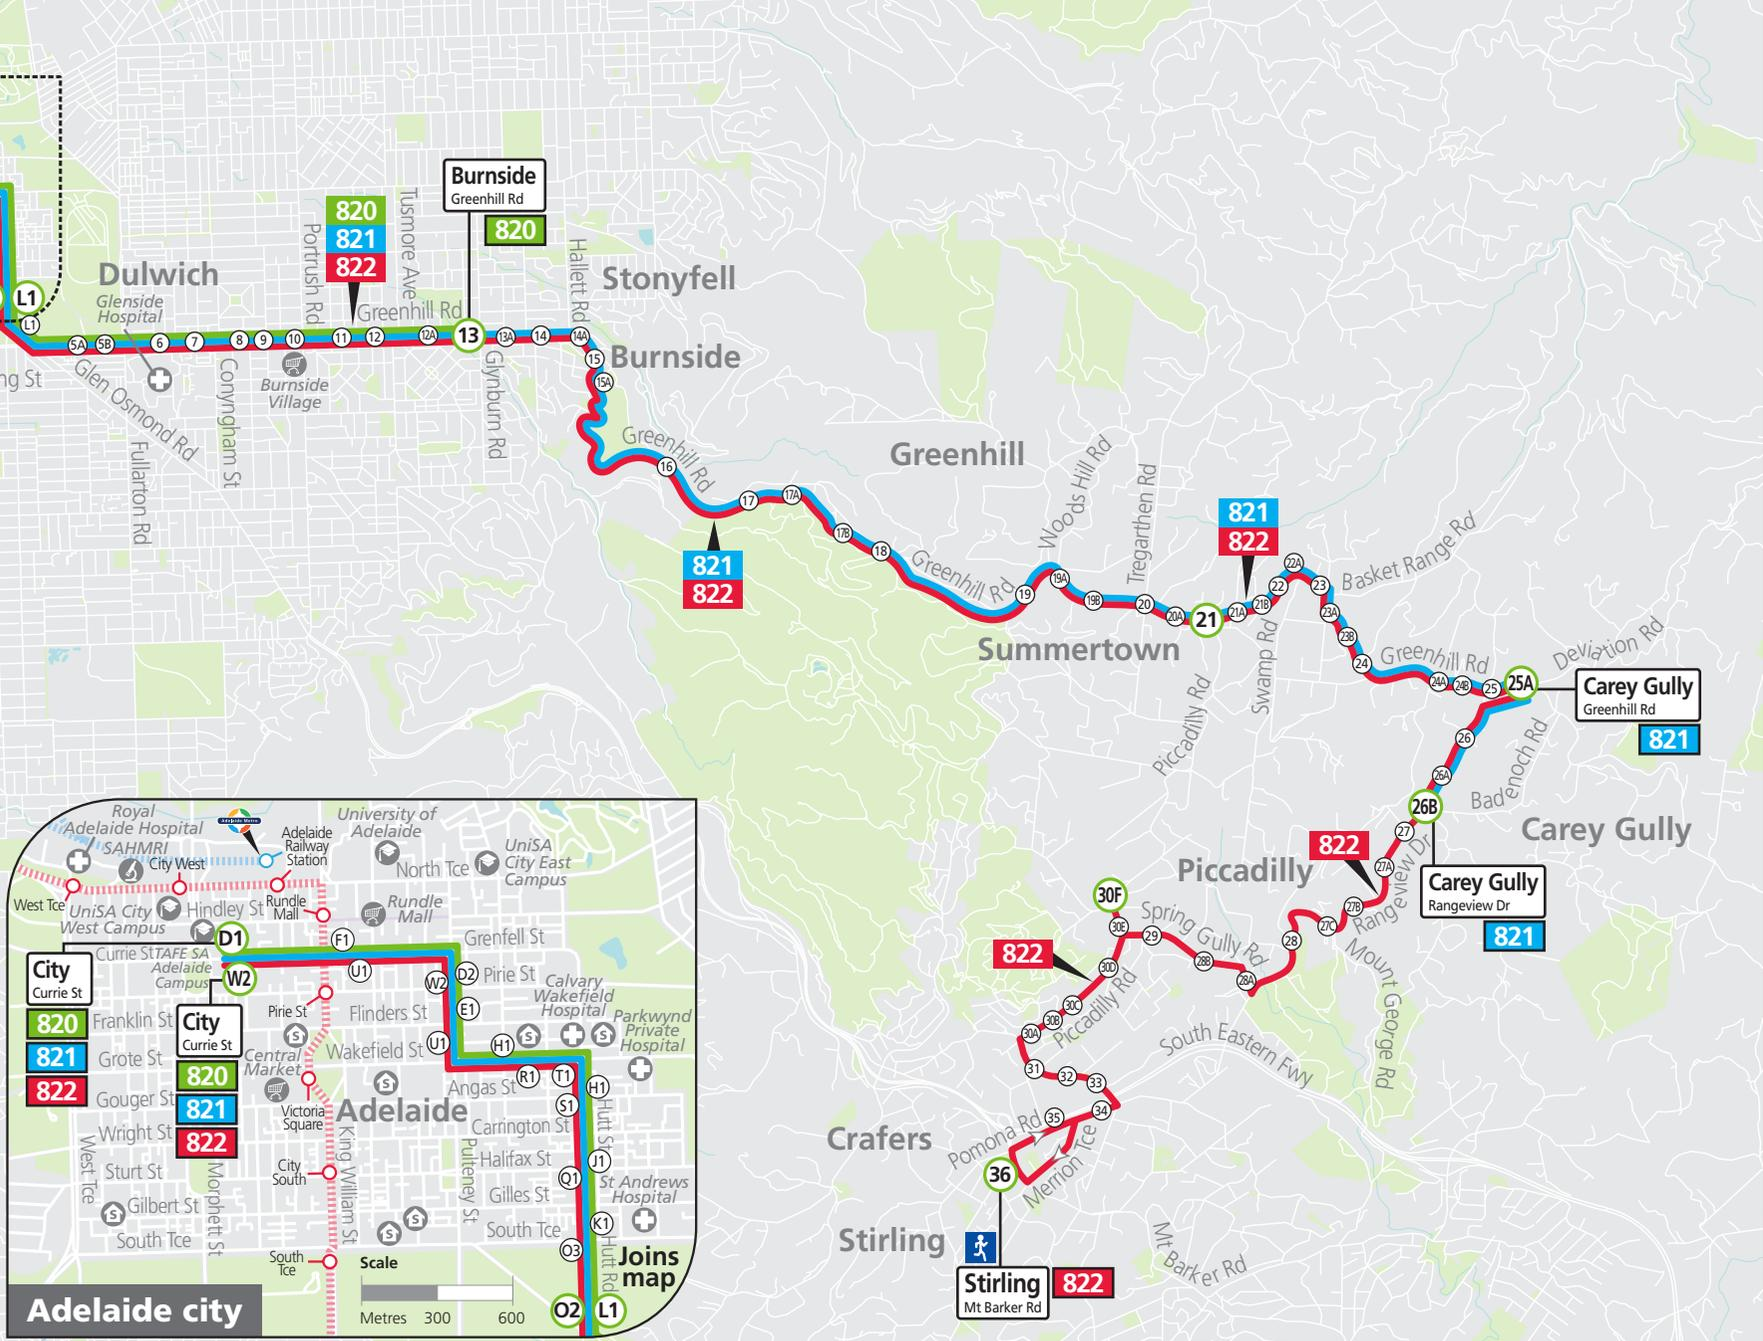 Burnside
Greenhill Rd
820
820
821
822
Portrush Rd
Tusmore Ave
Greenhill Rd
Hallett Rd
Stonyfell
Dulwich
Glenside
Hospital
L1
L1
5A
5B
6
7
8
9
10
11
12
12A
13
13A
14
14A
15
15A
Burnside
Burnside
Village
Glen Osmond Rd
Conyngham St
Fullarton Rd
Glynburn Rd
ng St
Greenhill Rd
16
17
17A
17B
18
821
822
Greenhill
Greenhill Rd
Woods Hill Rd
Tregarthen Rd
19
19A
19B
20
20A
21
21A
21B
22
22A
23
23A
23B
24
24A
24B
25
25A
821
822
Basket Range Rd
Summertown
Swamp Rd
Piccadilly Rd
Greenhill Rd
Deviation Rd
Carey Gully
Greenhill Rd
821
Badenoch Rd
26
26A
26B
Carey Gully
27
27A
27B
27C
28
28A
28B
29
822
Rangeview Dr
Carey Gully
Rangeview Dr
821
Piccadilly
Spring Gully Rd
Mount George Rd
30F
30E
30D
30C
30B
30A
822
Piccadilly Rd
South Eastern Fwy
31
32
33
34
35
36
Pomona Rd
Merrion Tce
Crafers
Stirling
Mt Barker Rd
Stirling
Mt Barker Rd
822
Royal
Adelaide Hospital
SAHMRI
Adelaide Metro
Adelaide
Railway
Station
University of
Adelaide
UniSA
City East
Campus
North Tce
City West
West Tce
UniSA City
West Campus
Hindley St
Rundle
Mall
Rundle
Mall
D1
F1
Grenfell St
Currie St
TAFE SA
Adelaide
Campus
W2
U1
W2
D2
Pirie St
City
Currie St
820
821
822
City
Currie St
820
821
822
Calvary
Wakefield
Hospital
Parkwynd
Private
Hospital
Pirie St
Franklin St
Flinders St
E1
Grote St
Central
Market
Wakefield St
U1
H1
Angas St
R1
T1
H1
Gouger St
Victoria
Square
Adelaide
S1
Carrington St
Hutt St
Wright St
West Tce
Morphett St
King William St
Pulteney St
Halifax St
J1
Sturt St
City
South
Q1
St Andrews
Hospital
Gilbert St
Gilles St
South Tce
South Tce
K1
O3
Hutt Rd
South
Tce
Scale
Metres 300 600
Joins
map
O2
L1
Adelaide city